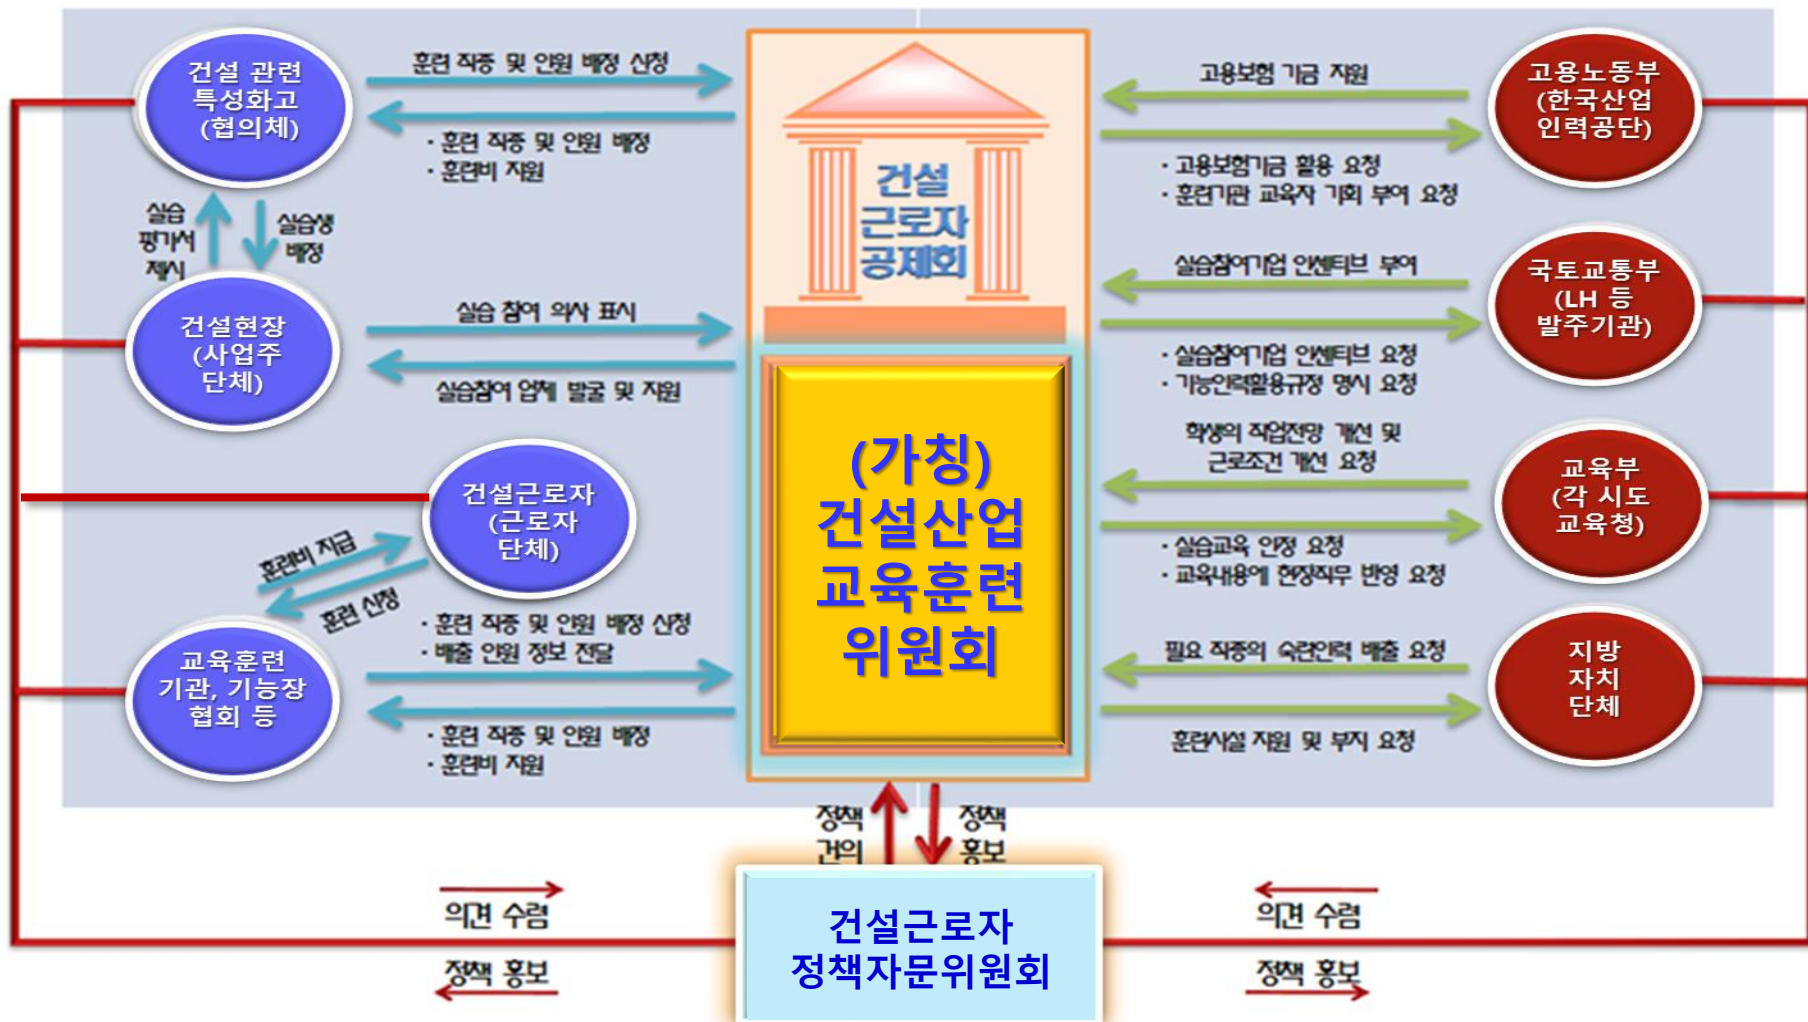 건설 관련
특성화고
(협의체)
훈련 직종 및 인원 배정 신청
· 훈련 직종 및 인원 배정
· 훈련비 지원
실습
평가서
제시
실습생
배정
건설현장
(사업주
단체)
실습 참여 의사 표시
실습참여 업체 발굴 및 지원
건설근로자
(근로자
단체)
훈련비 지급
훈련 신청
교육훈련
기관, 기능장
협회 등
· 훈련 직종 및 인원 배정 신청
· 배출 인원 정보 전달
· 훈련 직종 및 인원 배정
· 훈련비 지원
건설
근로자
공제회
(가칭)
건설산업
교육훈련
위원회
고용보험 기금 지원
· 고용보험기금 활용 요청
· 훈련기관 교육자 기회 부여 요청
고용노동부
(한국산업
인력공단)
실습참여기업 인센티브 부여
· 실습참여기업 인센티브 요청
· 기능인력활용규정 명시 요청
국토교통부
(LH 등
발주기관)
학생의 직업전망 개선 및
근로조건 개선 요청
· 실습교육 인정 요청
· 교육내용에 현장직무 반영 요청
교육부
(각 시도
교육청)
필요 직종의 숙련인력 배출 요청
훈련시설 지원 및 부지 요청
지방
자치
단체
정책
건의
정책
홍보
의견 수렴
정책 홍보
건설근로자
정책자문위원회
의견 수렴
정책 홍보